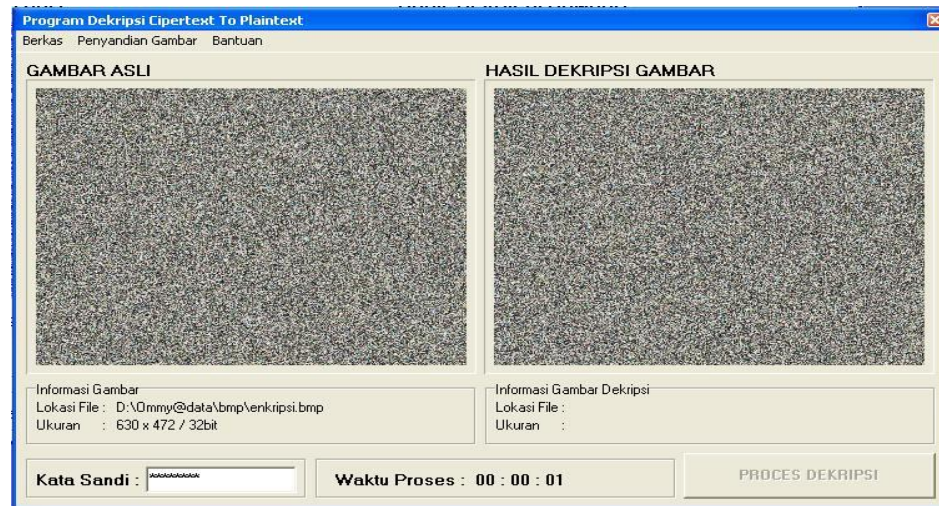 Program Dekripsi Cipertext To Plaintext
Berkas Penyandian Gambar Bantuan
GAMBAR ASLI
HASIL DEKRIPSI GAMBAR
Informasi Gambar
Lokasi File : D:\Ommy@data\bmp\enkripsi.bmp
Ukuran : 630 x 472 / 32bit
Informasi Gambar Dekripsi
Lokasi File :
Ukuran :
Kata Sandi : **********
Waktu Proses : 00 : 00 : 01
PROCES DEKRIPSI